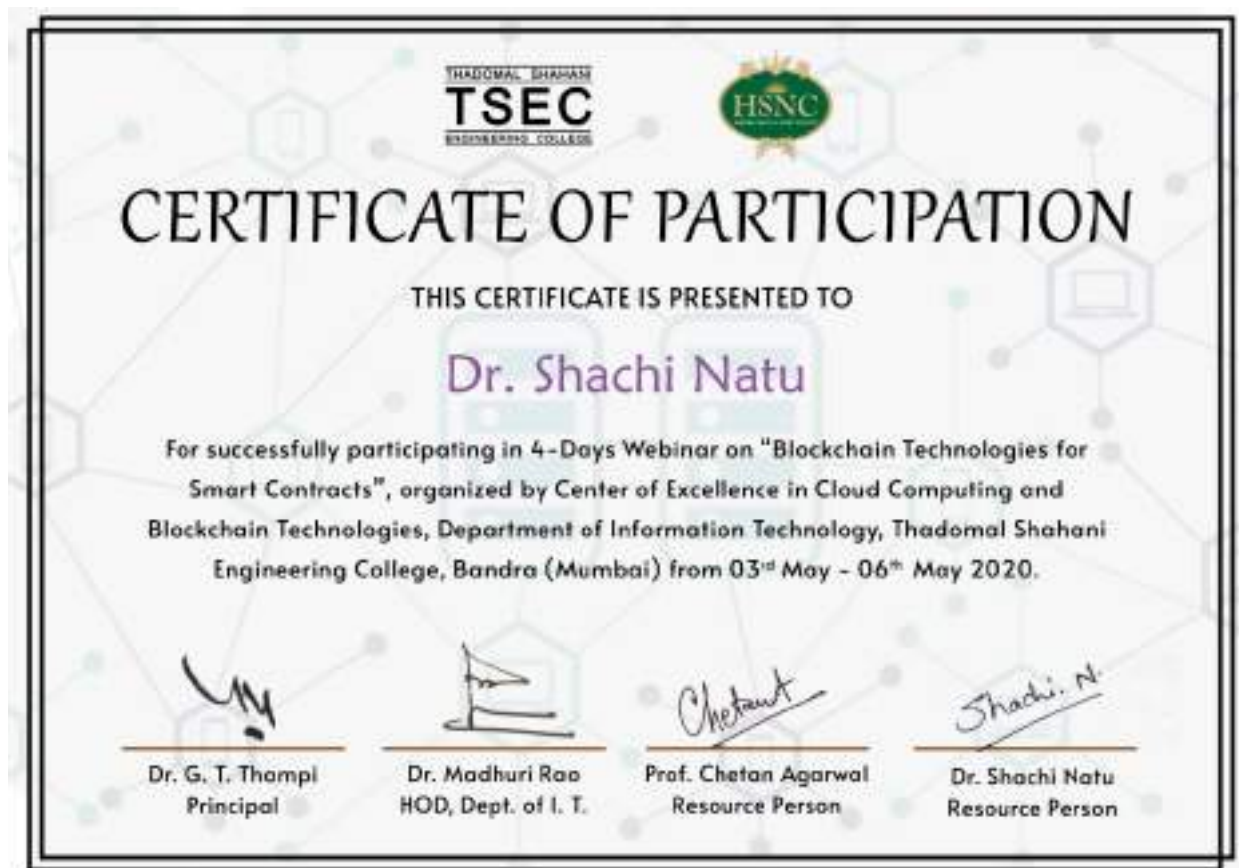 THADOMAL SHAHANI
TSEC
ENGINEERING COLLEGE
HSNC
CERTIFICATE OF PARTICIPATION
THIS CERTIFICATE IS PRESENTED TO
Dr. Shachi Natu
For successfully participating in 4-Days Webinar on "Blockchain Technologies for
Smart Contracts", organized by Center of Excellence in Cloud Computing and
Blockchain Technologies, Department of Information Technology, Thadomal Shahani
Engineering College, Bandra (Mumbai) from 03rd May - 06th May 2020.
Chetan
Shachi. N.
Dr. G. T. Thampi
Dr. Madhuri Rao
Prof. Chetan Agarwal
Dr. Shachi Natu
Principal
HOD, Dept. of I. T.
Resource Person
Resource Person